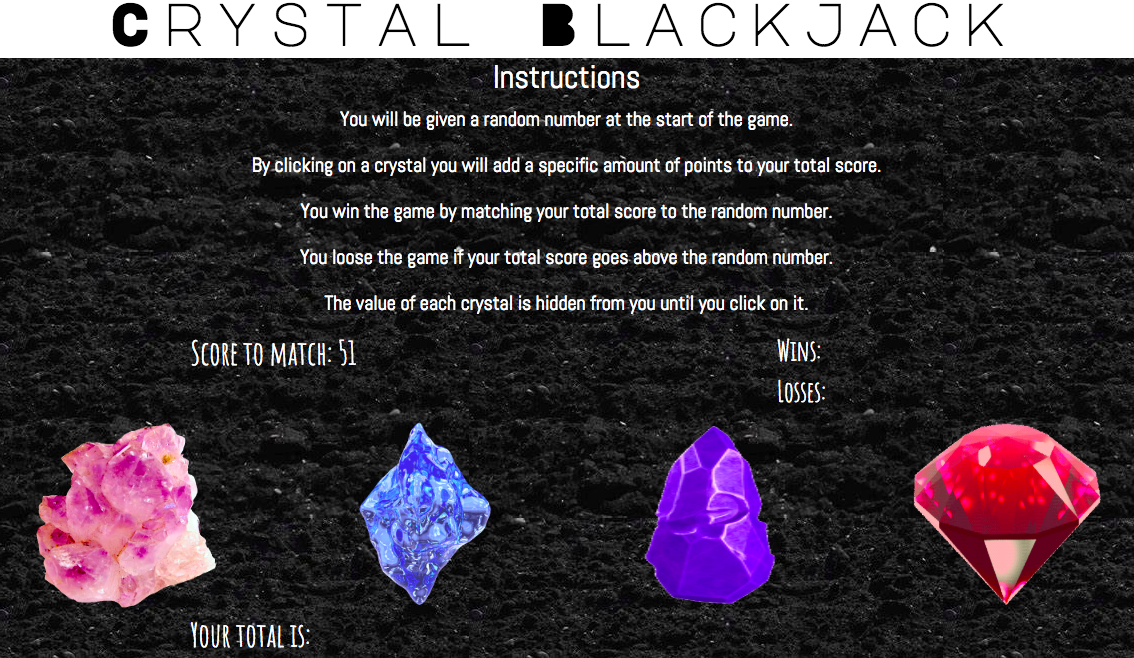 Crystal Blackjack
Instructions
You will be given a random number at the start of the game.
By clicking on a crystal you will add a specific amount of points to your total score.
You win the game by matching your total score to the random number.
You loose the game if your total score goes above the random number.
The value of each crystal is hidden from you until you click on it.
Score to match: 51
Wins:
Losses:
Your total is: